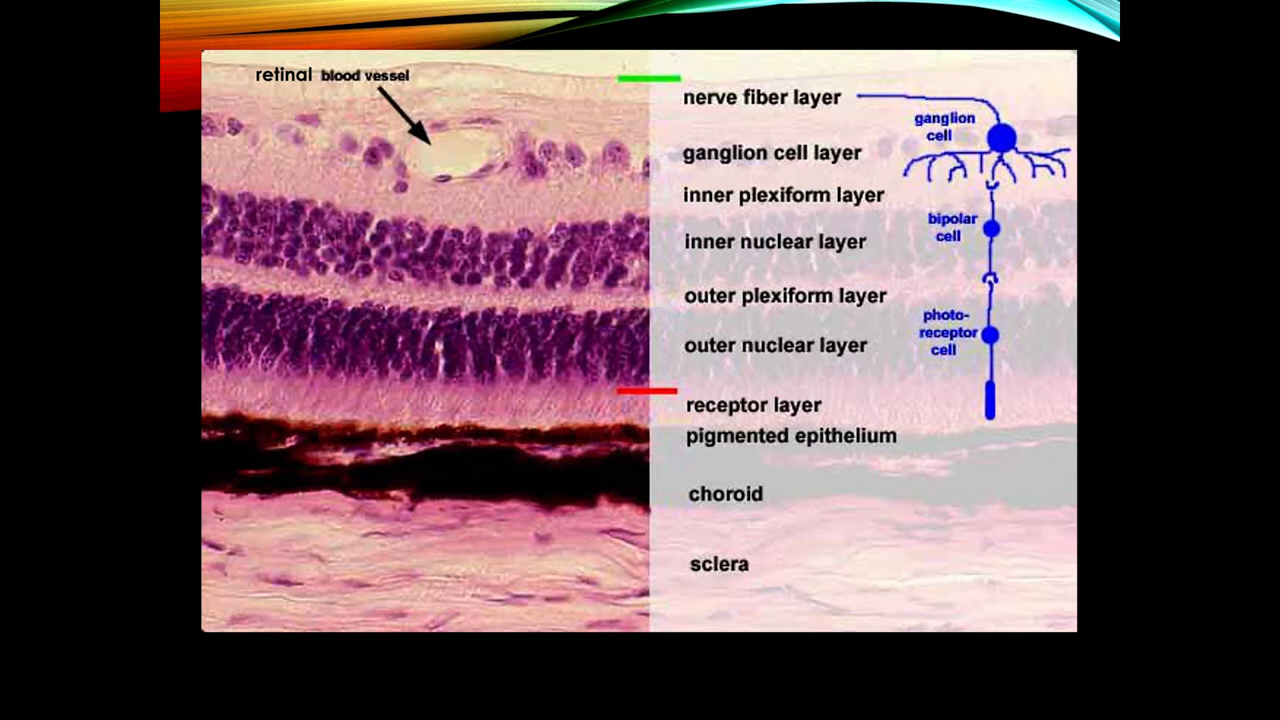 retinal blood vessel
nerve fiber layer
ganglion
cell
ganglion cell layer
inner plexiform layer
bipolar
cell
inner nuclear layer
outer plexiform layer
photo-
receptor
cell
outer nuclear layer
receptor layer
pigmented epithelium
choroid
sclera